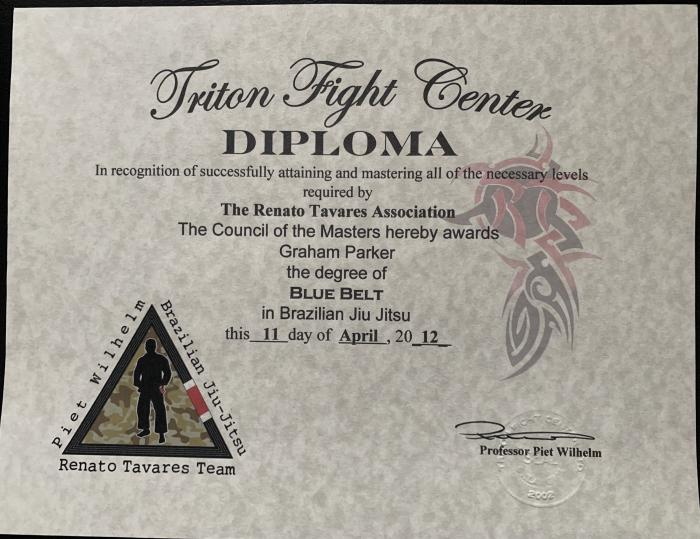 Triton Fight Center
DIPLOMA
In recognition of successfully attaining and mastering all of the necessary levels
required by
The Renato Tavares Association
The Council of the Masters hereby awards
Graham Parker
the degree of
BLUE BELT
in Brazilian Jiu Jitsu
this 11 day of April , 20 12
Piet Wilhelm
Brazilian Jiu-Jitsu
Renato Tavares Team
Professor Piet Wilhelm
2002